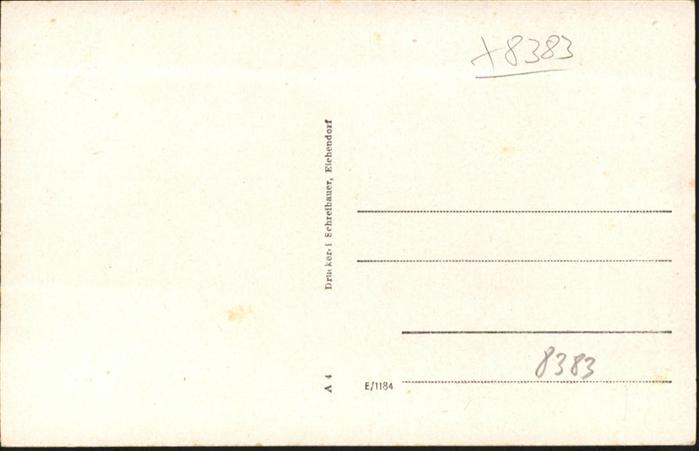 +8383
Druckerei Schreibauer, Eichendorf
8383
A 4
E/1184